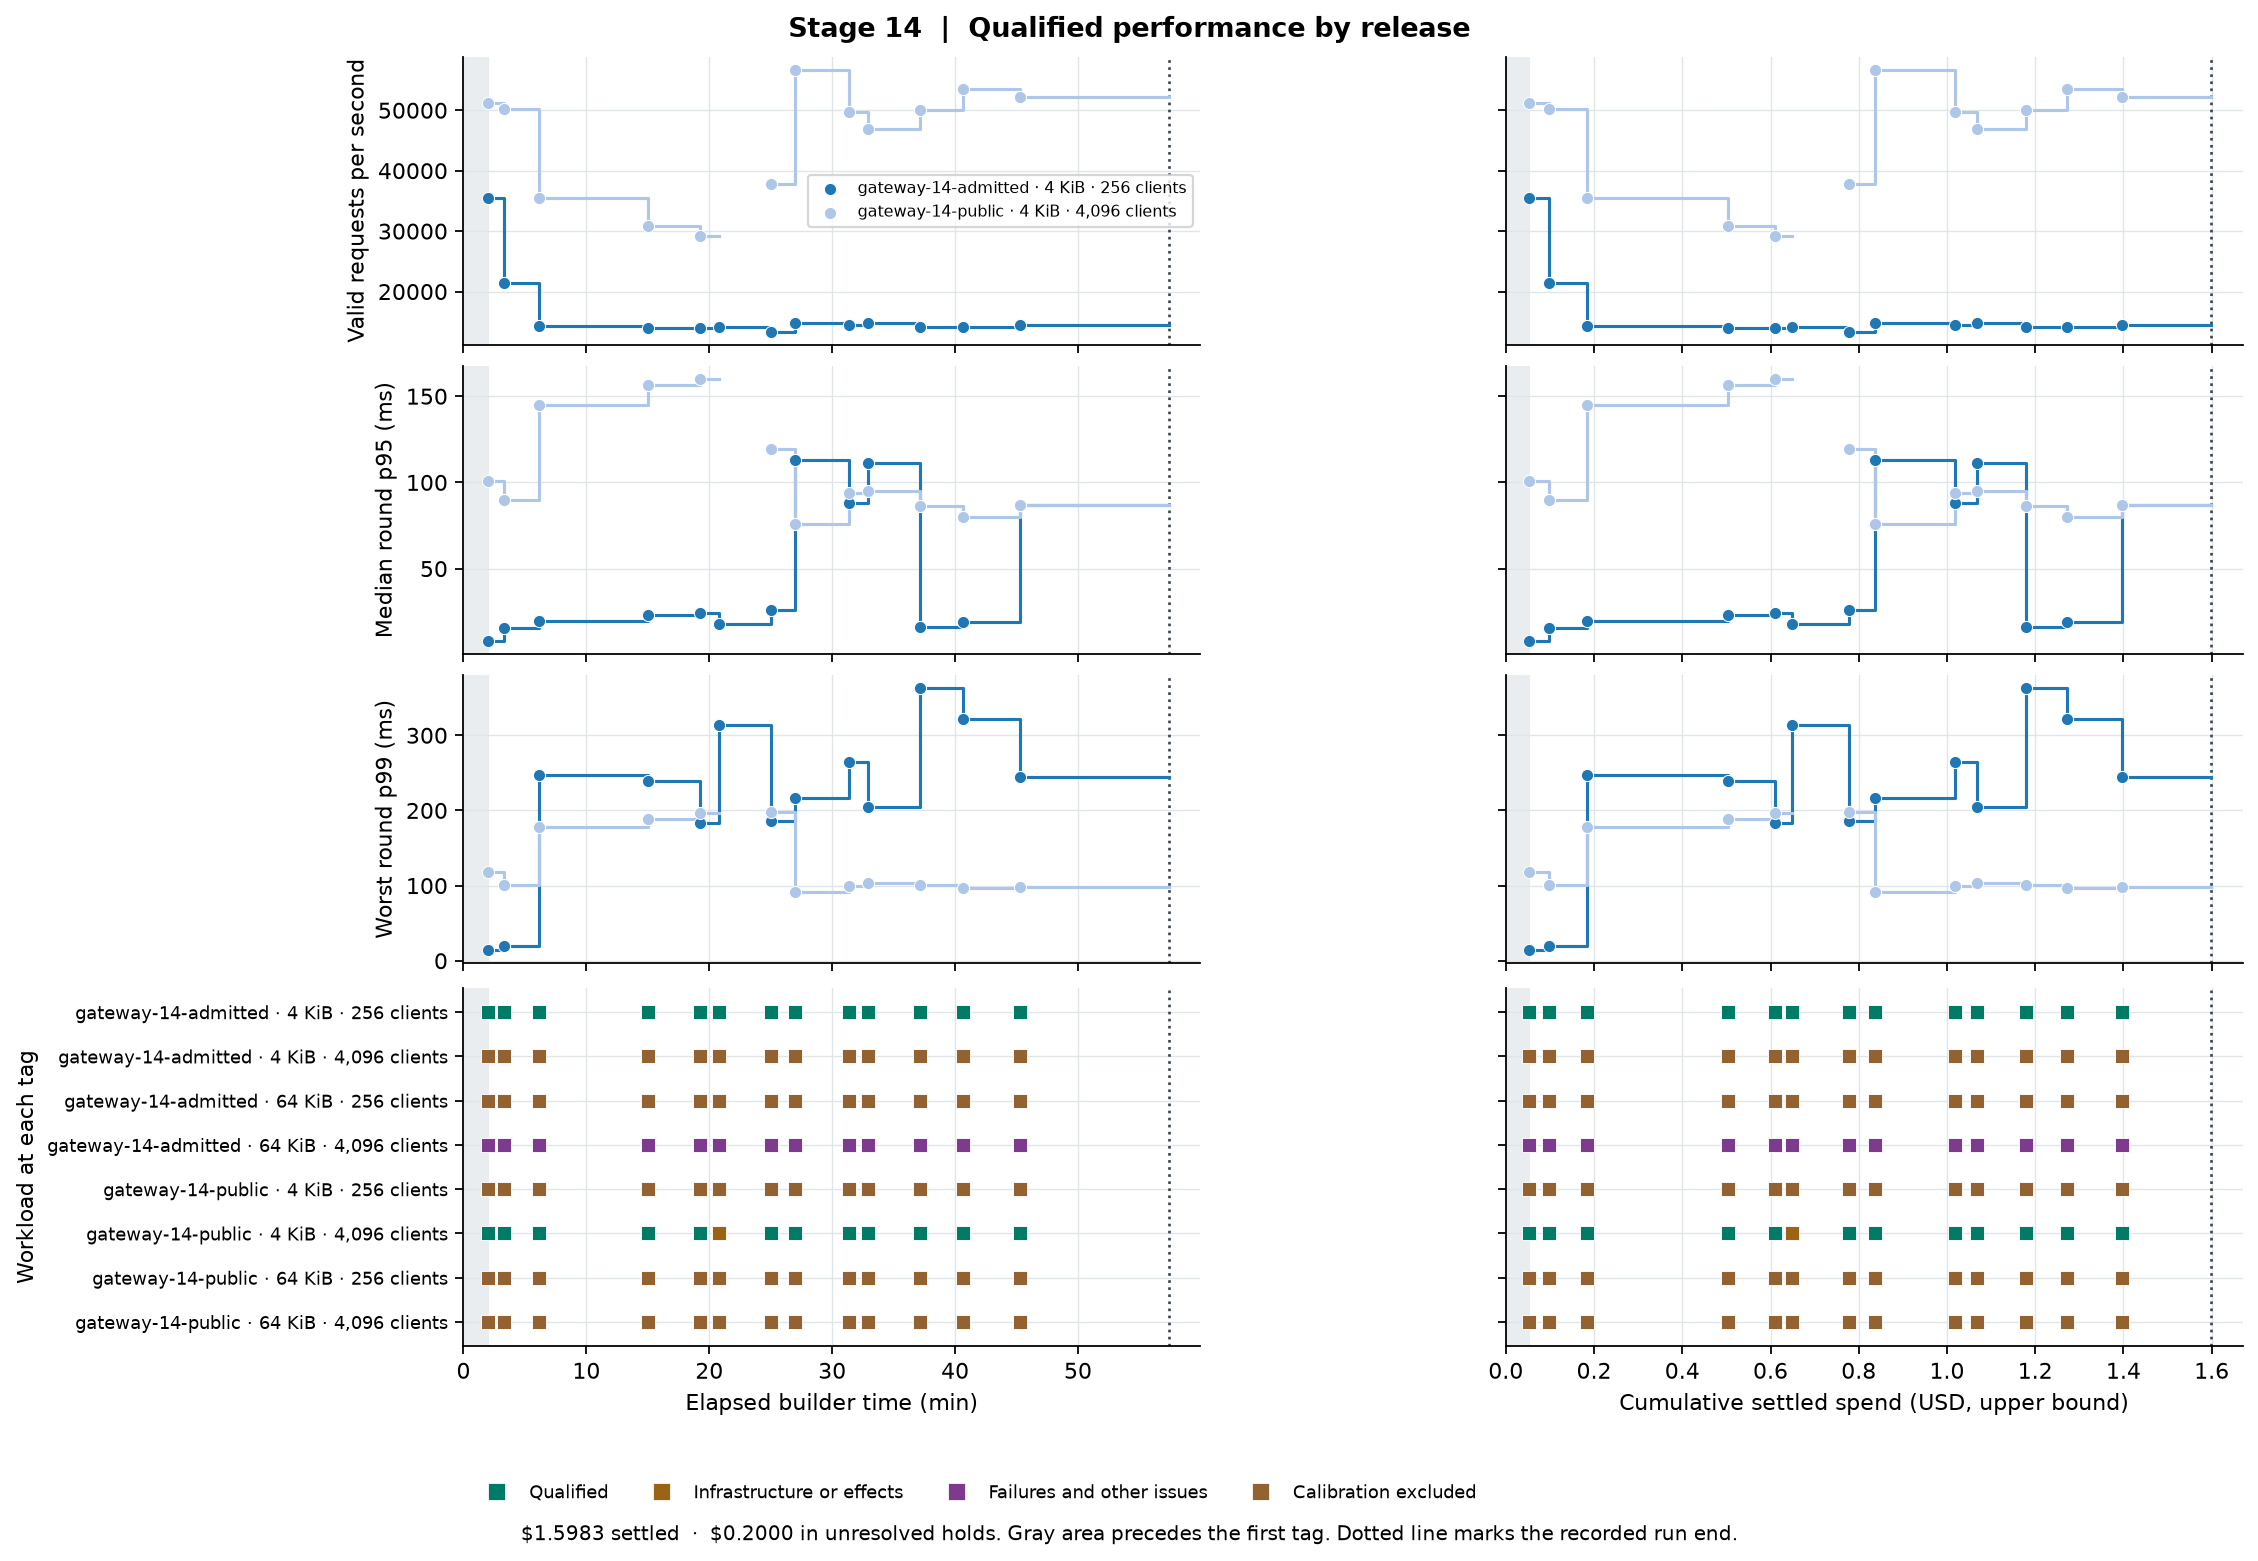 Stage 14 | Qualified performance by release
Valid requests per second
50000
40000
30000
20000
gateway-14-admitted · 4 KiB · 256 clients
gateway-14-public · 4 KiB · 4,096 clients
Median round p95 (ms)
150
100
50
Worst round p99 (ms)
300
200
100
0
Workload at each tag
gateway-14-admitted · 4 KiB · 256 clients
gateway-14-admitted · 4 KiB · 4,096 clients
gateway-14-admitted · 64 KiB · 256 clients
gateway-14-admitted · 64 KiB · 4,096 clients
gateway-14-public · 4 KiB · 256 clients
gateway-14-public · 4 KiB · 4,096 clients
gateway-14-public · 64 KiB · 256 clients
gateway-14-public · 64 KiB · 4,096 clients
0 10 20 30 40 50
Elapsed builder time (min)
0.0 0.2 0.4 0.6 0.8 1.0 1.2 1.4 1.6
Cumulative settled spend (USD, upper bound)
Qualified Infrastructure or effects Failures and other issues Calibration excluded
$1.5983 settled · $0.2000 in unresolved holds. Gray area precedes the first tag. Dotted line marks the recorded run end.